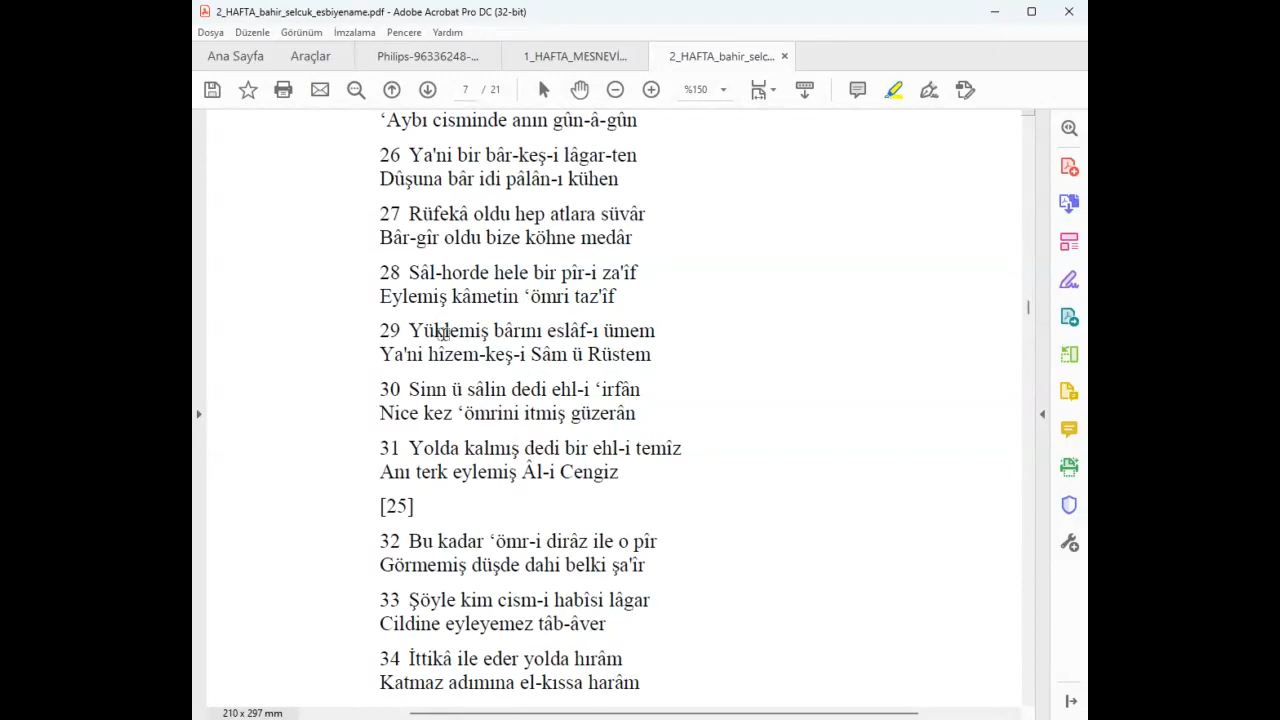 2_HAFTA_bahir_selcuk_esbiyename.pdf - Adobe Acrobat Pro DC (32-bit)
Dosya Düzenle Görünüm İmzalama Pencere Yardım
Ana Sayfa Araçlar Philips-96336248-... 1_HAFTA_MESNEVİ... 2_HAFTA_bahir_selc... ×
7 / 21 %150
‘Aybı cisminde anın gûn-â-gûn
26 Ya'ni bir bâr-keş-i lâgar-ten
Dûşuna bâr idi pâlân-ı kühen
27 Rüfekâ oldu hep atlara süvâr
Bâr-gîr oldu bize köhne medâr
28 Sâl-horde hele bir pîr-i za'îf
Eylemiş kâmetin ‘ömri taz'îf
29 Yüklemiş bârını eslâf-ı ümem
Ya'ni hîzem-keş-i Sâm ü Rüstem
30 Sinn ü sâlin dedi ehl-i ‘irfân
Nice kez ‘ömrini itmiş güzerân
31 Yolda kalmış dedi bir ehl-i temîz
Anı terk eylemiş Âl-i Cengiz
[25]
32 Bu kadar ‘ömr-i dirâz ile o pîr
Görmemiş düşde dahi belki şa'îr
33 Şöyle kim cism-i habîsi lâgar
Cildine eyleyemez tâb-âver
34 İttikâ ile eder yolda hırâm
Katmaz adımına el-kıssa harâm
210 x 297 mm